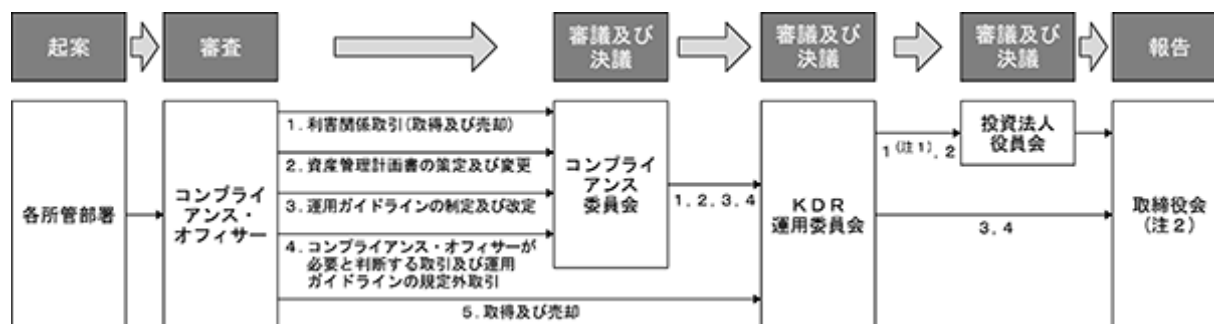 起案
審査
審議及び
決議
審議及び
決議
審議及び
決議
報告
各所管部署
コンプライ
アンス・
オフィサー
1．利害関係取引(取得及び売却)
2．資産管理計画書の策定及び変更
3．運用ガイドラインの制定及び改定
4．コンプライアンス・オフィサーが
必要と判断する取引及び運用
ガイドラインの規定外取引
5．取得及び売却
コンプライ
アンス
委員会
1，2，3，4
KDR
運用委員会
1(注1)，2
3,4
投資法人
役員会
取締役会
(注2)